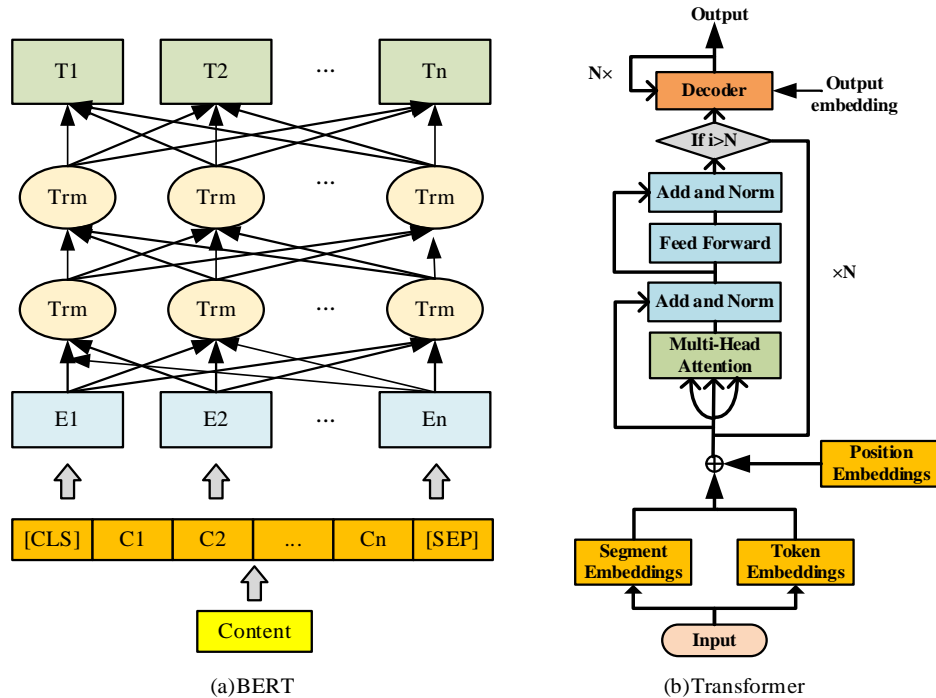 T1
T2
...
Tn
Trm
Trm
...
Trm
Trm
Trm
...
Trm
E1
E2
...
En
[CLS]
C1
C2
...
Cn
[SEP]
Content
(a)BERT
Output
N×
Decoder
Output
embedding
If i>N
Add and Norm
Feed Forward
×N
Add and Norm
Multi-Head
Attention
Position
Embeddings
Segment
Embeddings
Token
Embeddings
Input
(b)Transformer